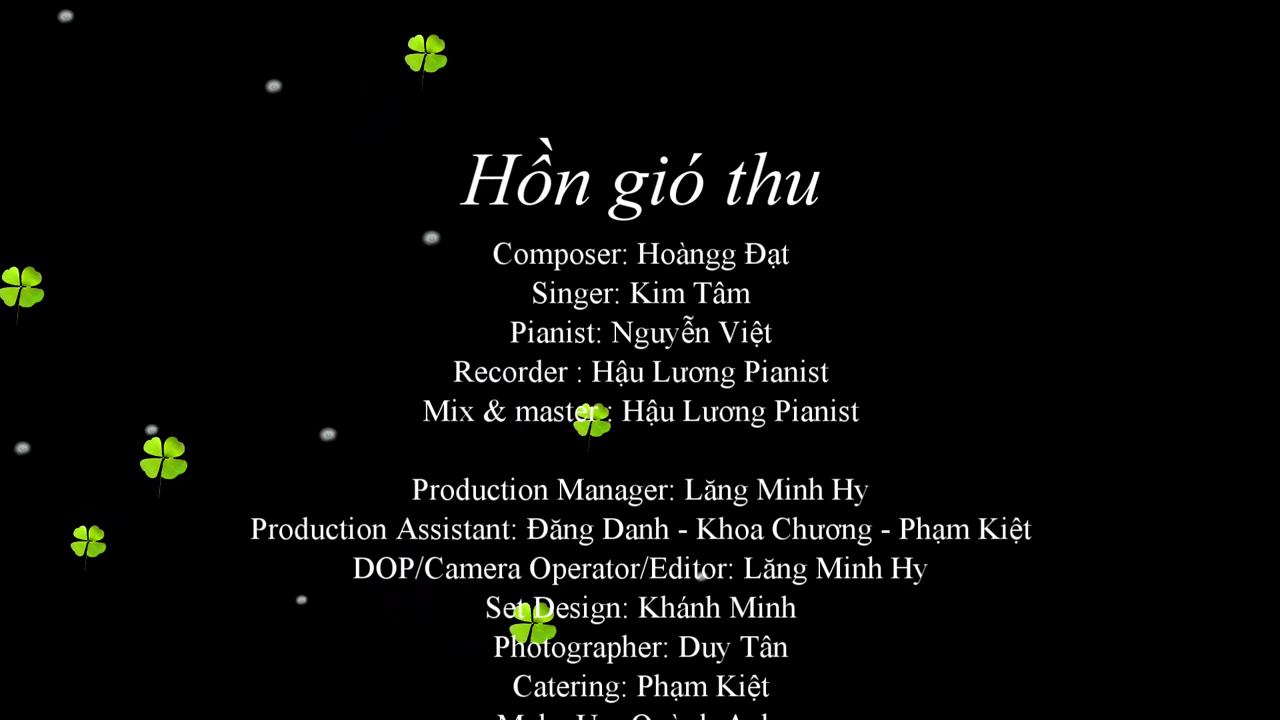 Hồn gió thu
Composer: Hoàngg Đạt
Singer: Kim Tâm
Pianist: Nguyễn Việt
Recorder : Hậu Lương Pianist
Mix & master : Hậu Lương Pianist
Production Manager: Lăng Minh Hy
Production Assistant: Đăng Danh - Khoa Chương - Phạm Kiệt
DOP/Camera Operator/Editor: Lăng Minh Hy
Set Design: Khánh Minh
Photographer: Duy Tân
Catering: Phạm Kiệt